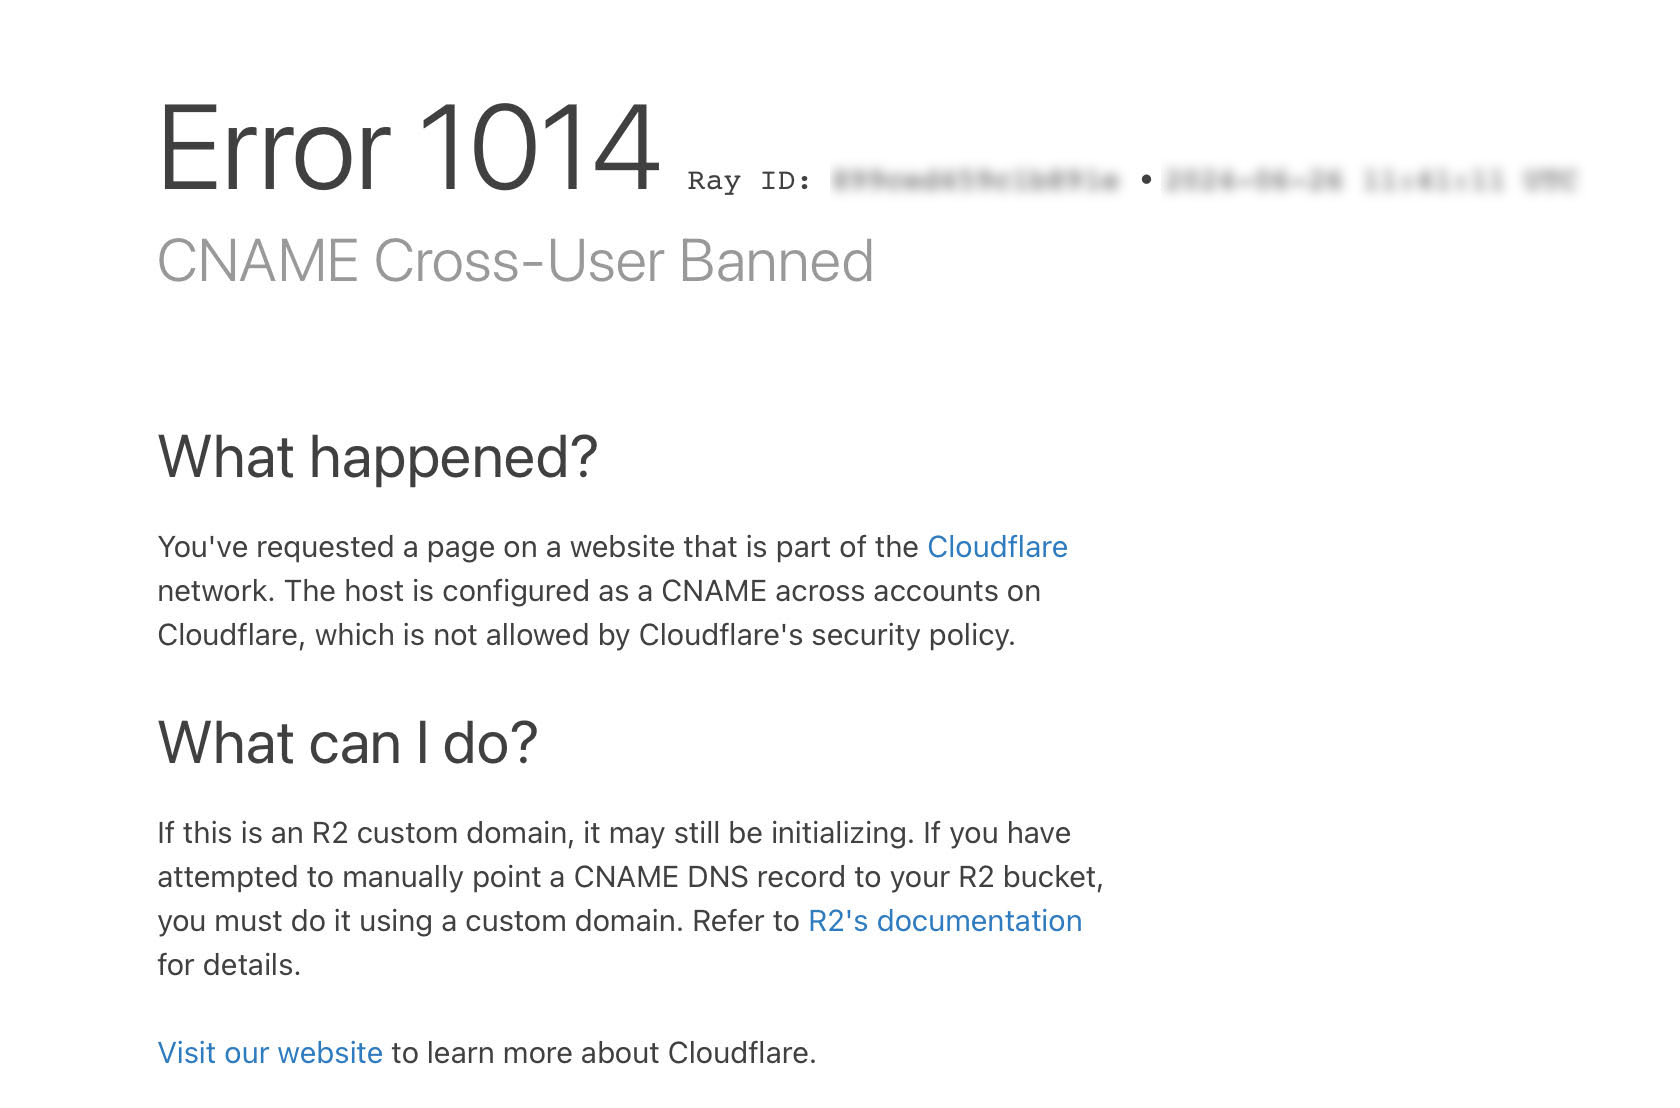 Error 1014 Ray ID: •
CNAME Cross-User Banned
What happened?
You've requested a page on a website that is part of the Cloudflare
network. The host is configured as a CNAME across accounts on
Cloudflare, which is not allowed by Cloudflare's security policy.
What can I do?
If this is an R2 custom domain, it may still be initializing. If you have
attempted to manually point a CNAME DNS record to your R2 bucket,
you must do it using a custom domain. Refer to R2's documentation
for details.
Visit our website to learn more about Cloudflare.